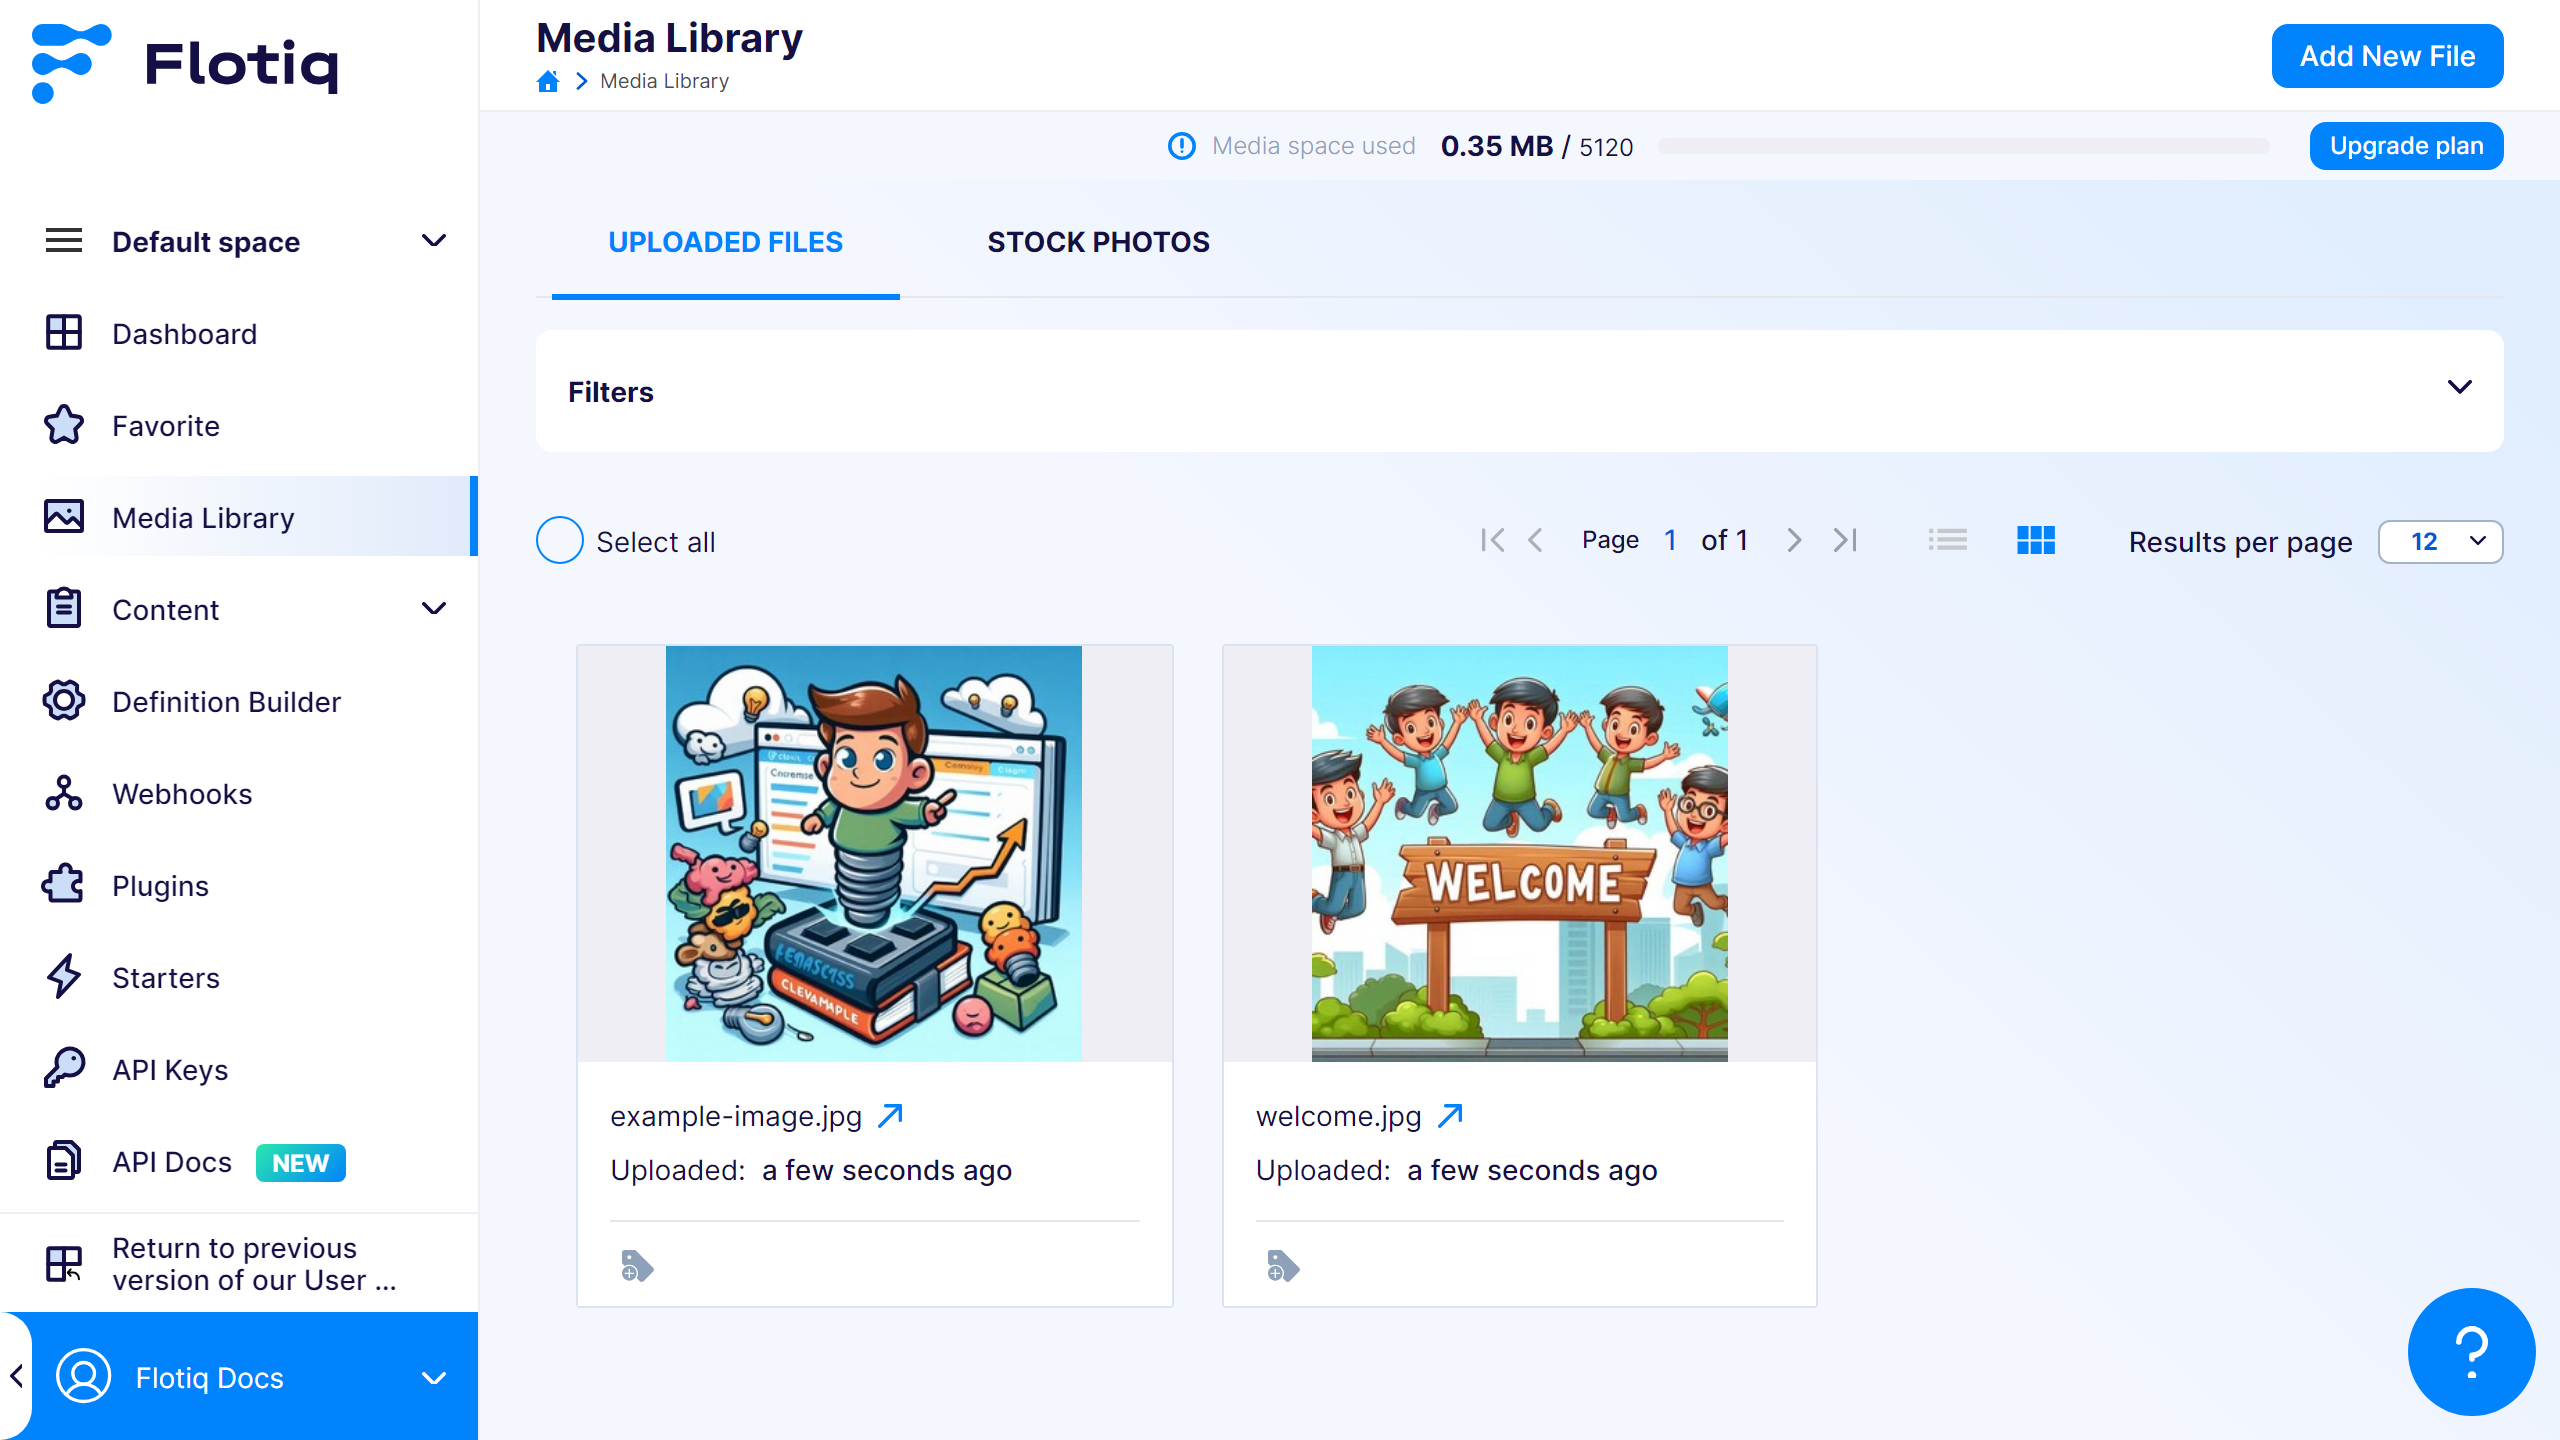 Flotiq
Default space
Dashboard
Favorite
Media Library
Content
Definition Builder
Webhooks
Plugins
Starters
API Keys
API Docs NEW
Return to previous
version of our User ...
Flotiq Docs
Media Library
Media Library
Add New File
Media space used 0.35 MB / 5120
Upgrade plan
UPLOADED FILES
STOCK PHOTOS
Filters
Select all
Page 1 of 1
Results per page 12
CLEVAMAPLE
WELCOME
example-image.jpg
Uploaded: a few seconds ago
welcome.jpg
Uploaded: a few seconds ago